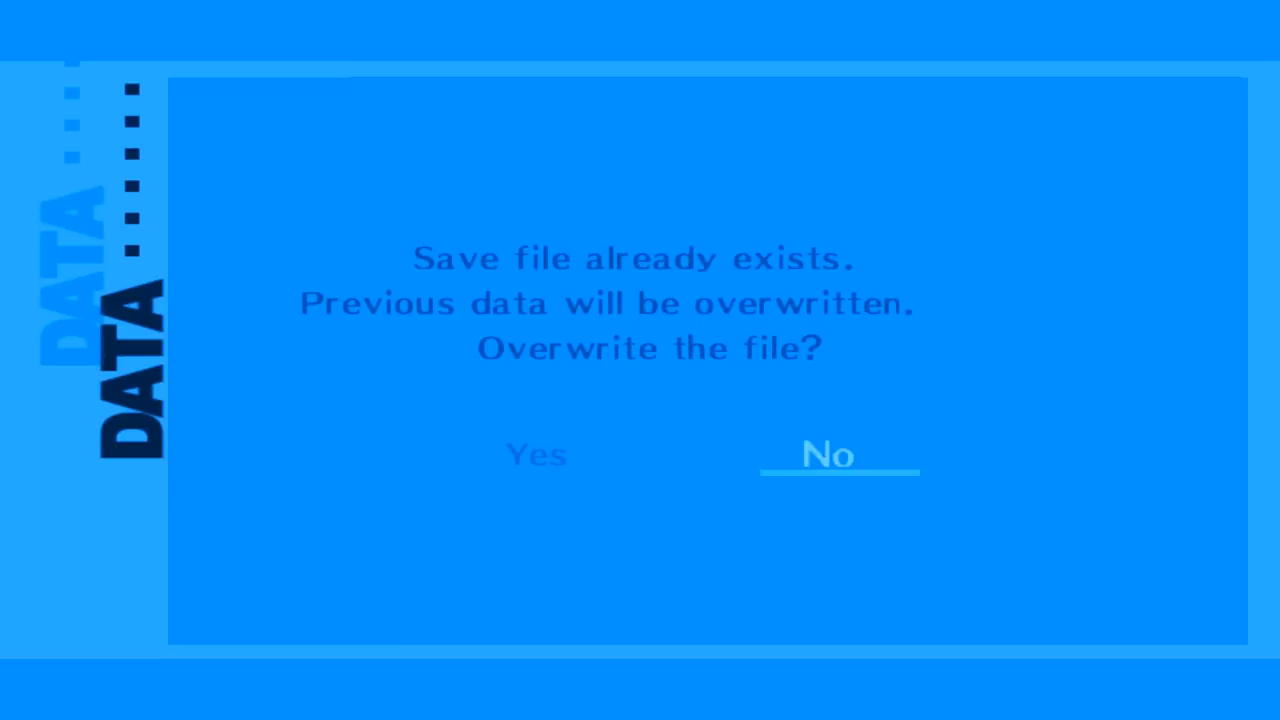 DATA
DATA
Save file already exists.
Previous data will be overwritten.
Overwrite the file?
Yes
No